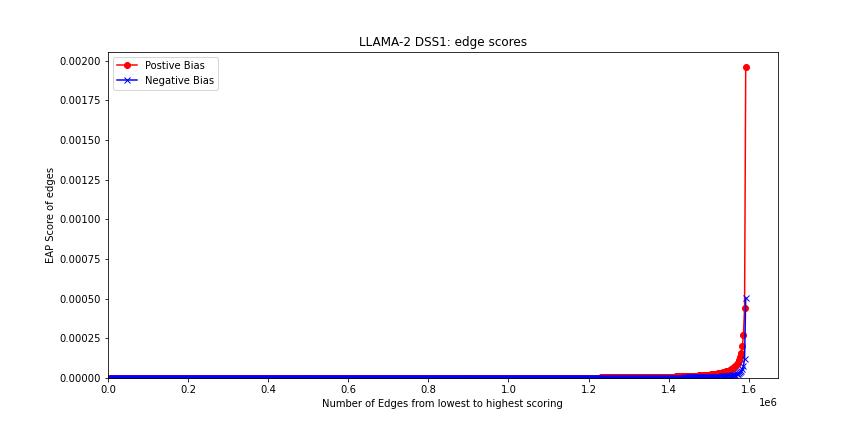 LLAMA-2 DSS1: edge scores
Postive Bias
Negative Bias
EAP Score of edges
0.00200
0.00175
0.00150
0.00125
0.00100
0.00075
0.00050
0.00025
0.00000
0.0 0.2 0.4 0.6 0.8 1.0 1.2 1.4 1.6
1e6
Number of Edges from lowest to highest scoring